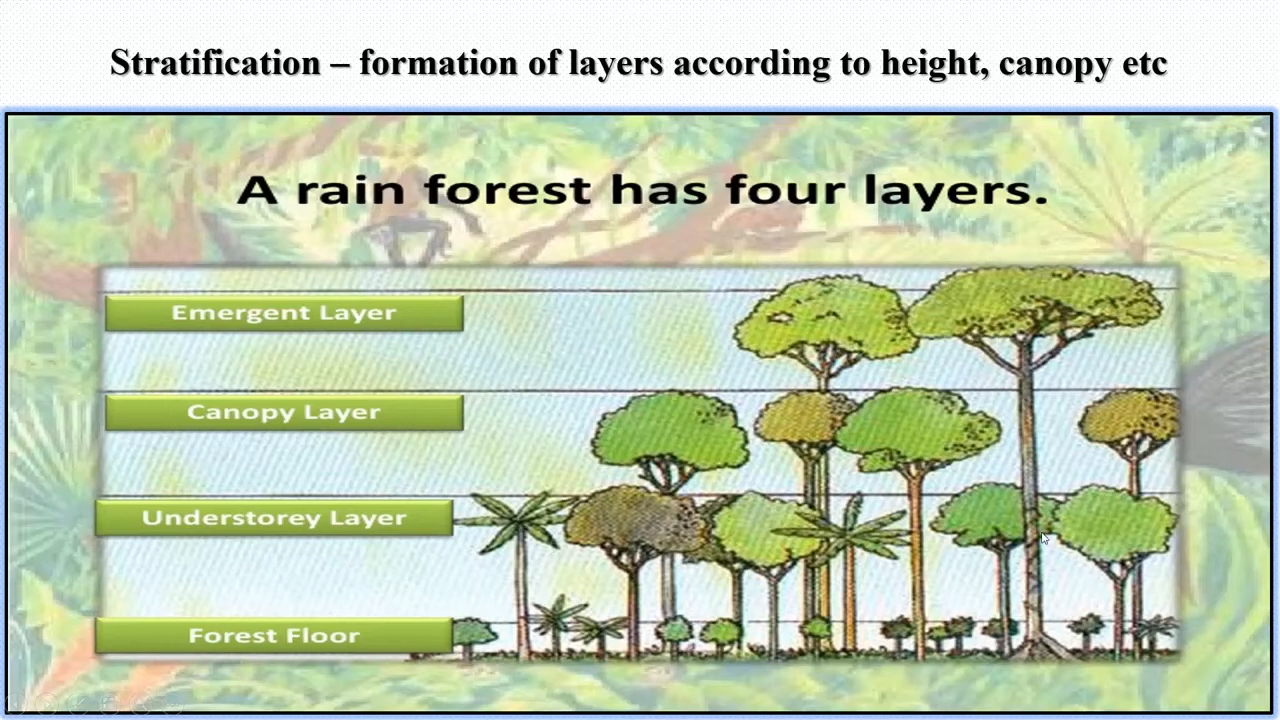 Stratification – formation of layers according to height, canopy etc
A rain forest has four layers.
Emergent Layer
Canopy Layer
Understorey Layer
Forest Floor